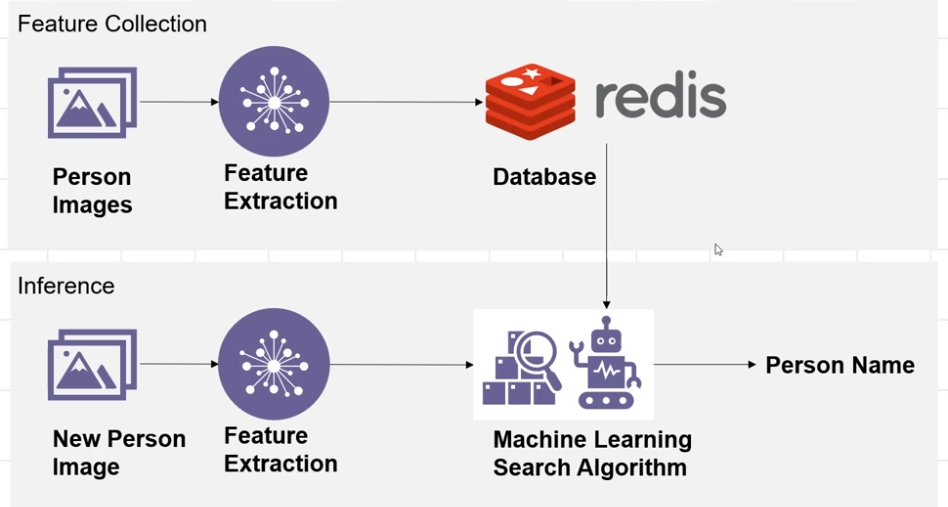 Feature Collection
redis
Person
Images
Feature
Extraction
Database
Inference
New Person
Image
Feature
Extraction
Machine Learning
Search Algorithm
Person Name